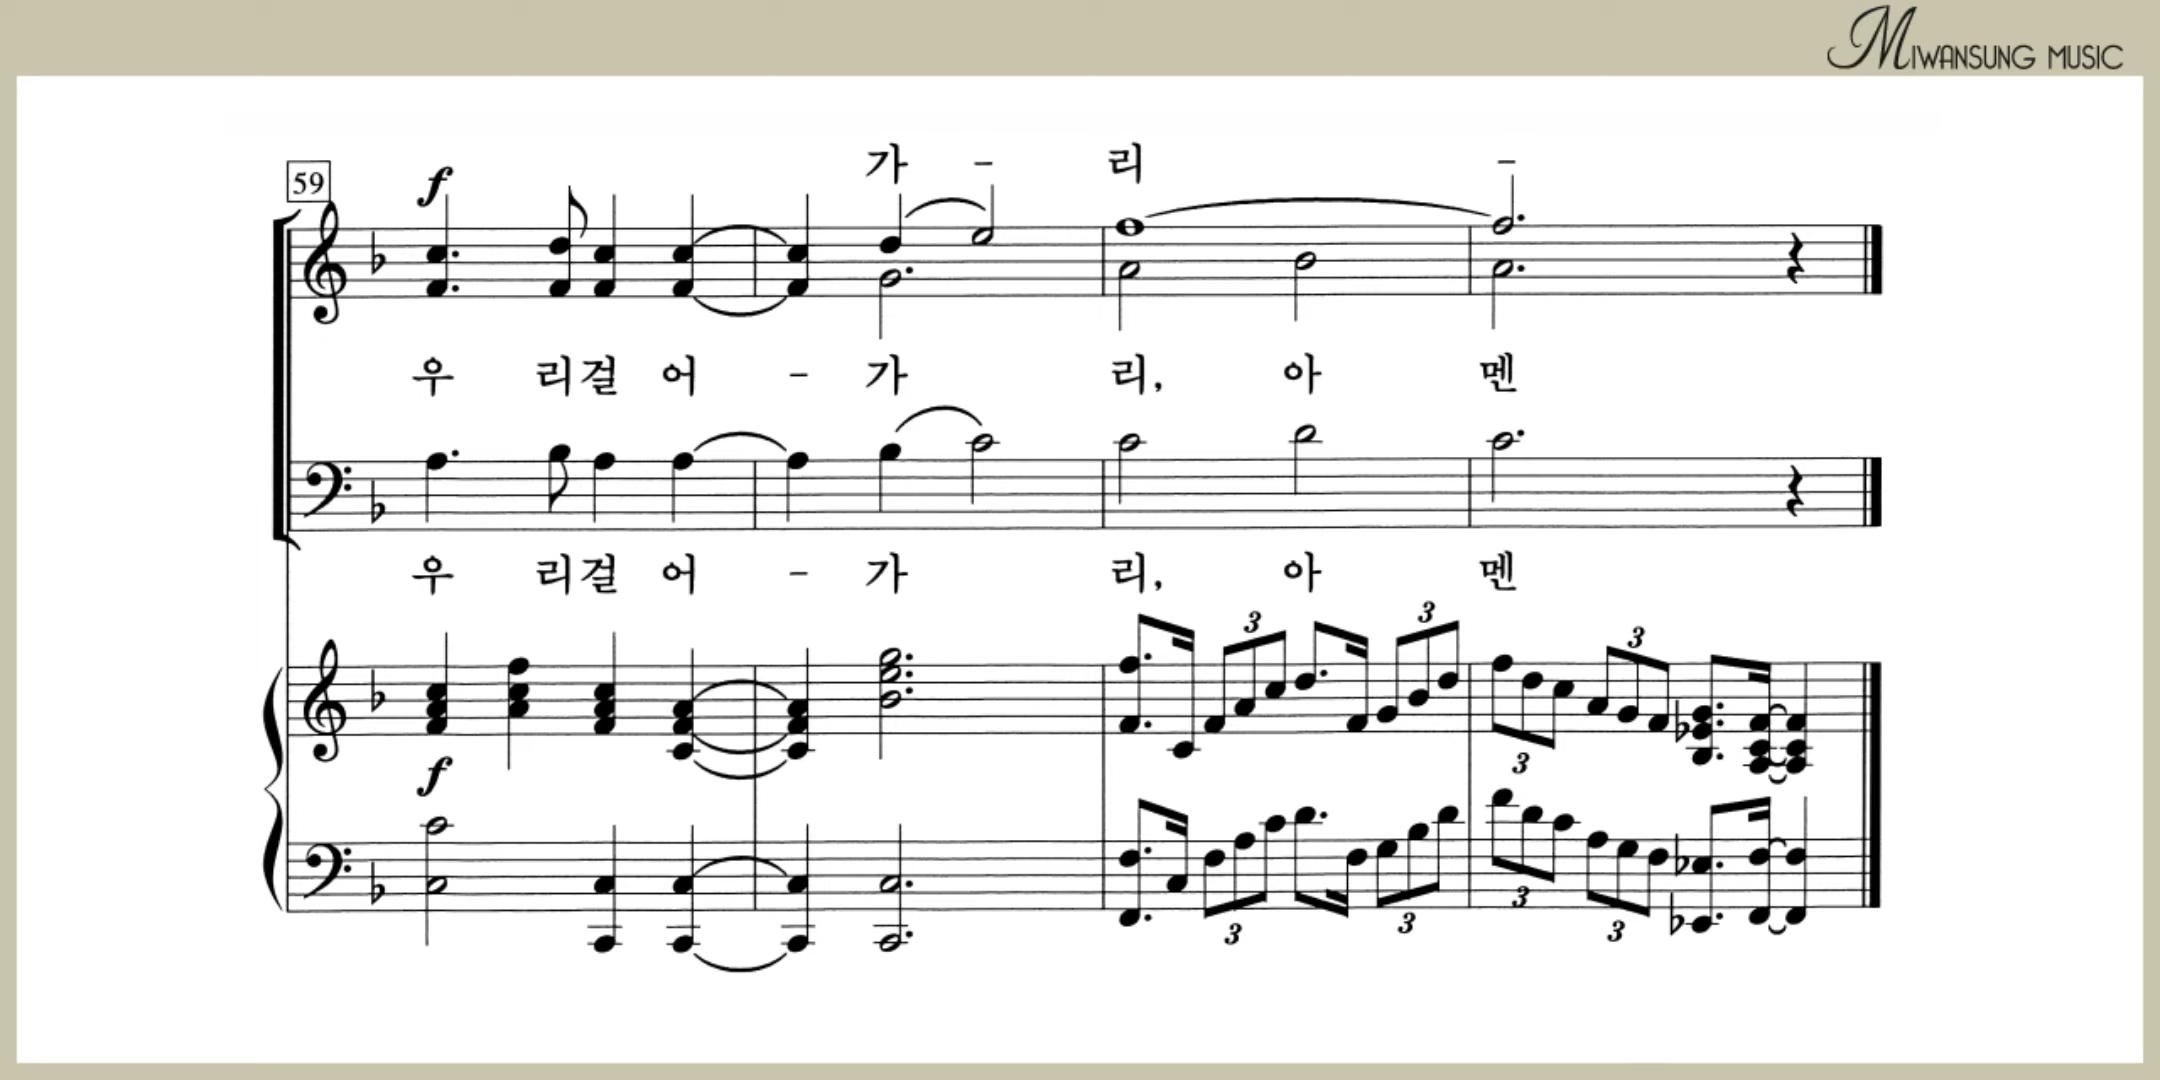 MIWANSUNG MUSIC
가 - 리 -
59
f
우 리 걸 어 - 가 리, 아 멘
우 리 걸 어 - 가 리, 아 멘
3 3 3
3
f
3 3 3 3